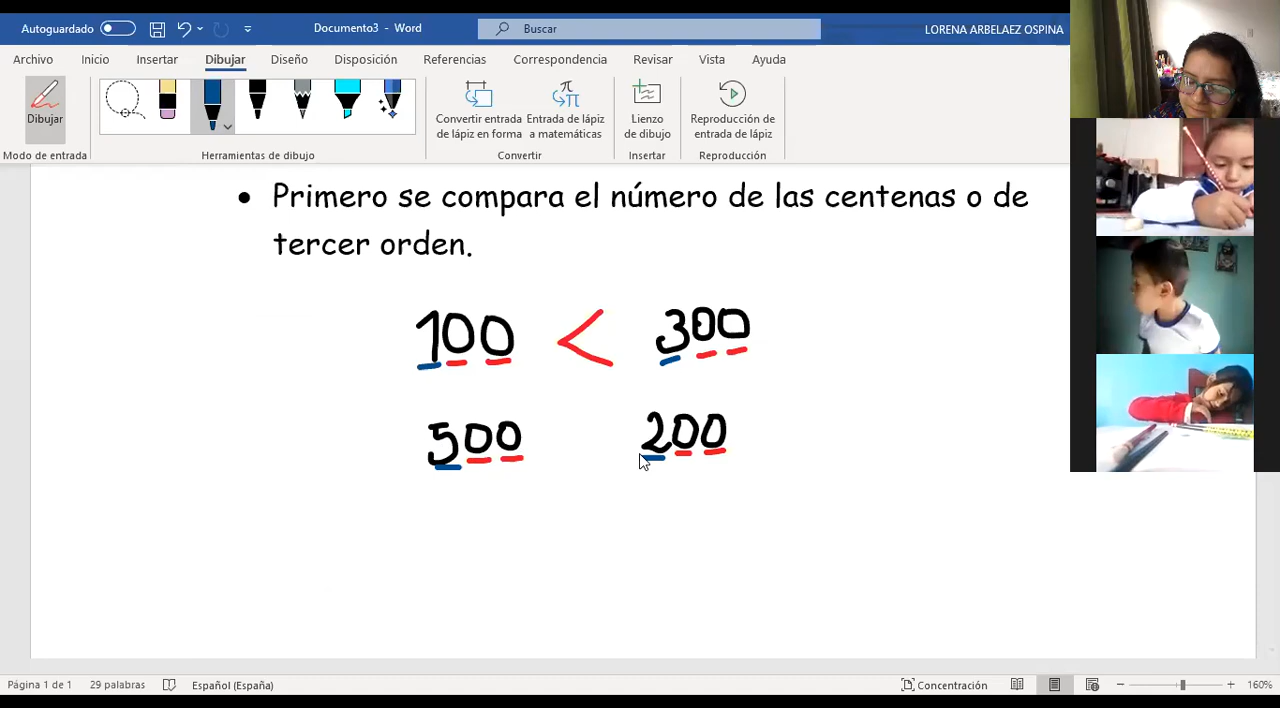 Autoguardado
Documento3 - Word
Buscar
LORENA ARBELAEZ OSPINA
Archivo Inicio Insertar Dibujar Diseño Disposición Referencias Correspondencia Revisar Vista Ayuda
Dibujar
Convertir entrada de lápiz en forma
Entrada de lápiz a matemáticas
Lienzo de dibujo
Reproducción de entrada de lápiz
Modo de entrada Herramientas de dibujo Convertir Insertar Reproducción
• Primero se compara el número de las centenas o de
tercer orden.
100 < 300
500 200
Página 1 de 1 29 palabras Español (España) Concentración 160%